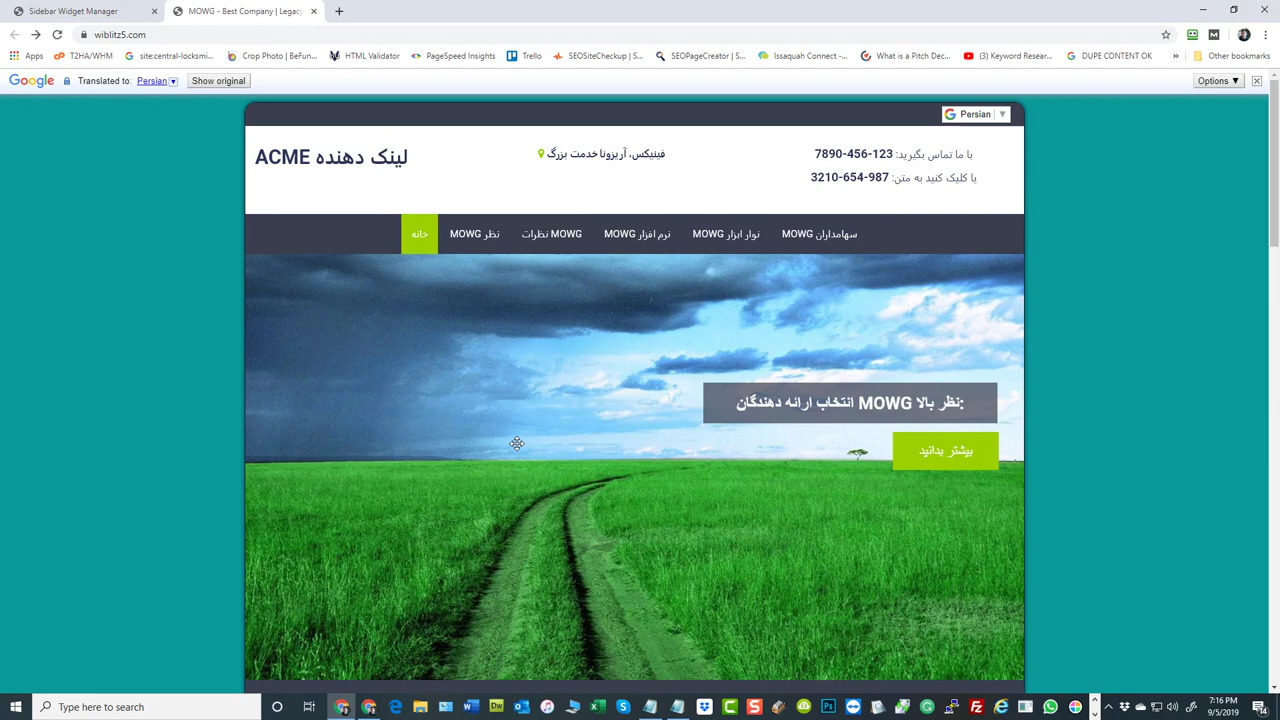 Sidebar Widget Manager
MOWG - Best Company | Legacy
wiblitz5.com
Apps
T2HA/WHM
site:central-locksmi...
Crop Photo | BeFun...
HTML Validator
PageSpeed Insights
Trello
SEOSiteCheckup | S...
SEOPageCreator | S...
Issaquah Connect -...
What is a Pitch Dec...
(3) Keyword Resear...
DUPE CONTENT OK
»
Other bookmarks
Google
Translated to: Persian
Show original
Options ▼
Persian ▼
لینک دهنده ACME
فینیکس، آریزونا خدمت بزرگ
با ما تماس بگیرید: 123-456-7890
یا کلیک کنید به متن: 987-654-3210
خانه
نظر MOWG
MOWG نظرات
نرم افزار MOWG
نوار ابزار MOWG
سهامداران MOWG
نظر بالا MOWG انتخاب ارائه دهندگان:
بیشتر بدانید
Type here to search
7:16 PM
9/5/2019
14